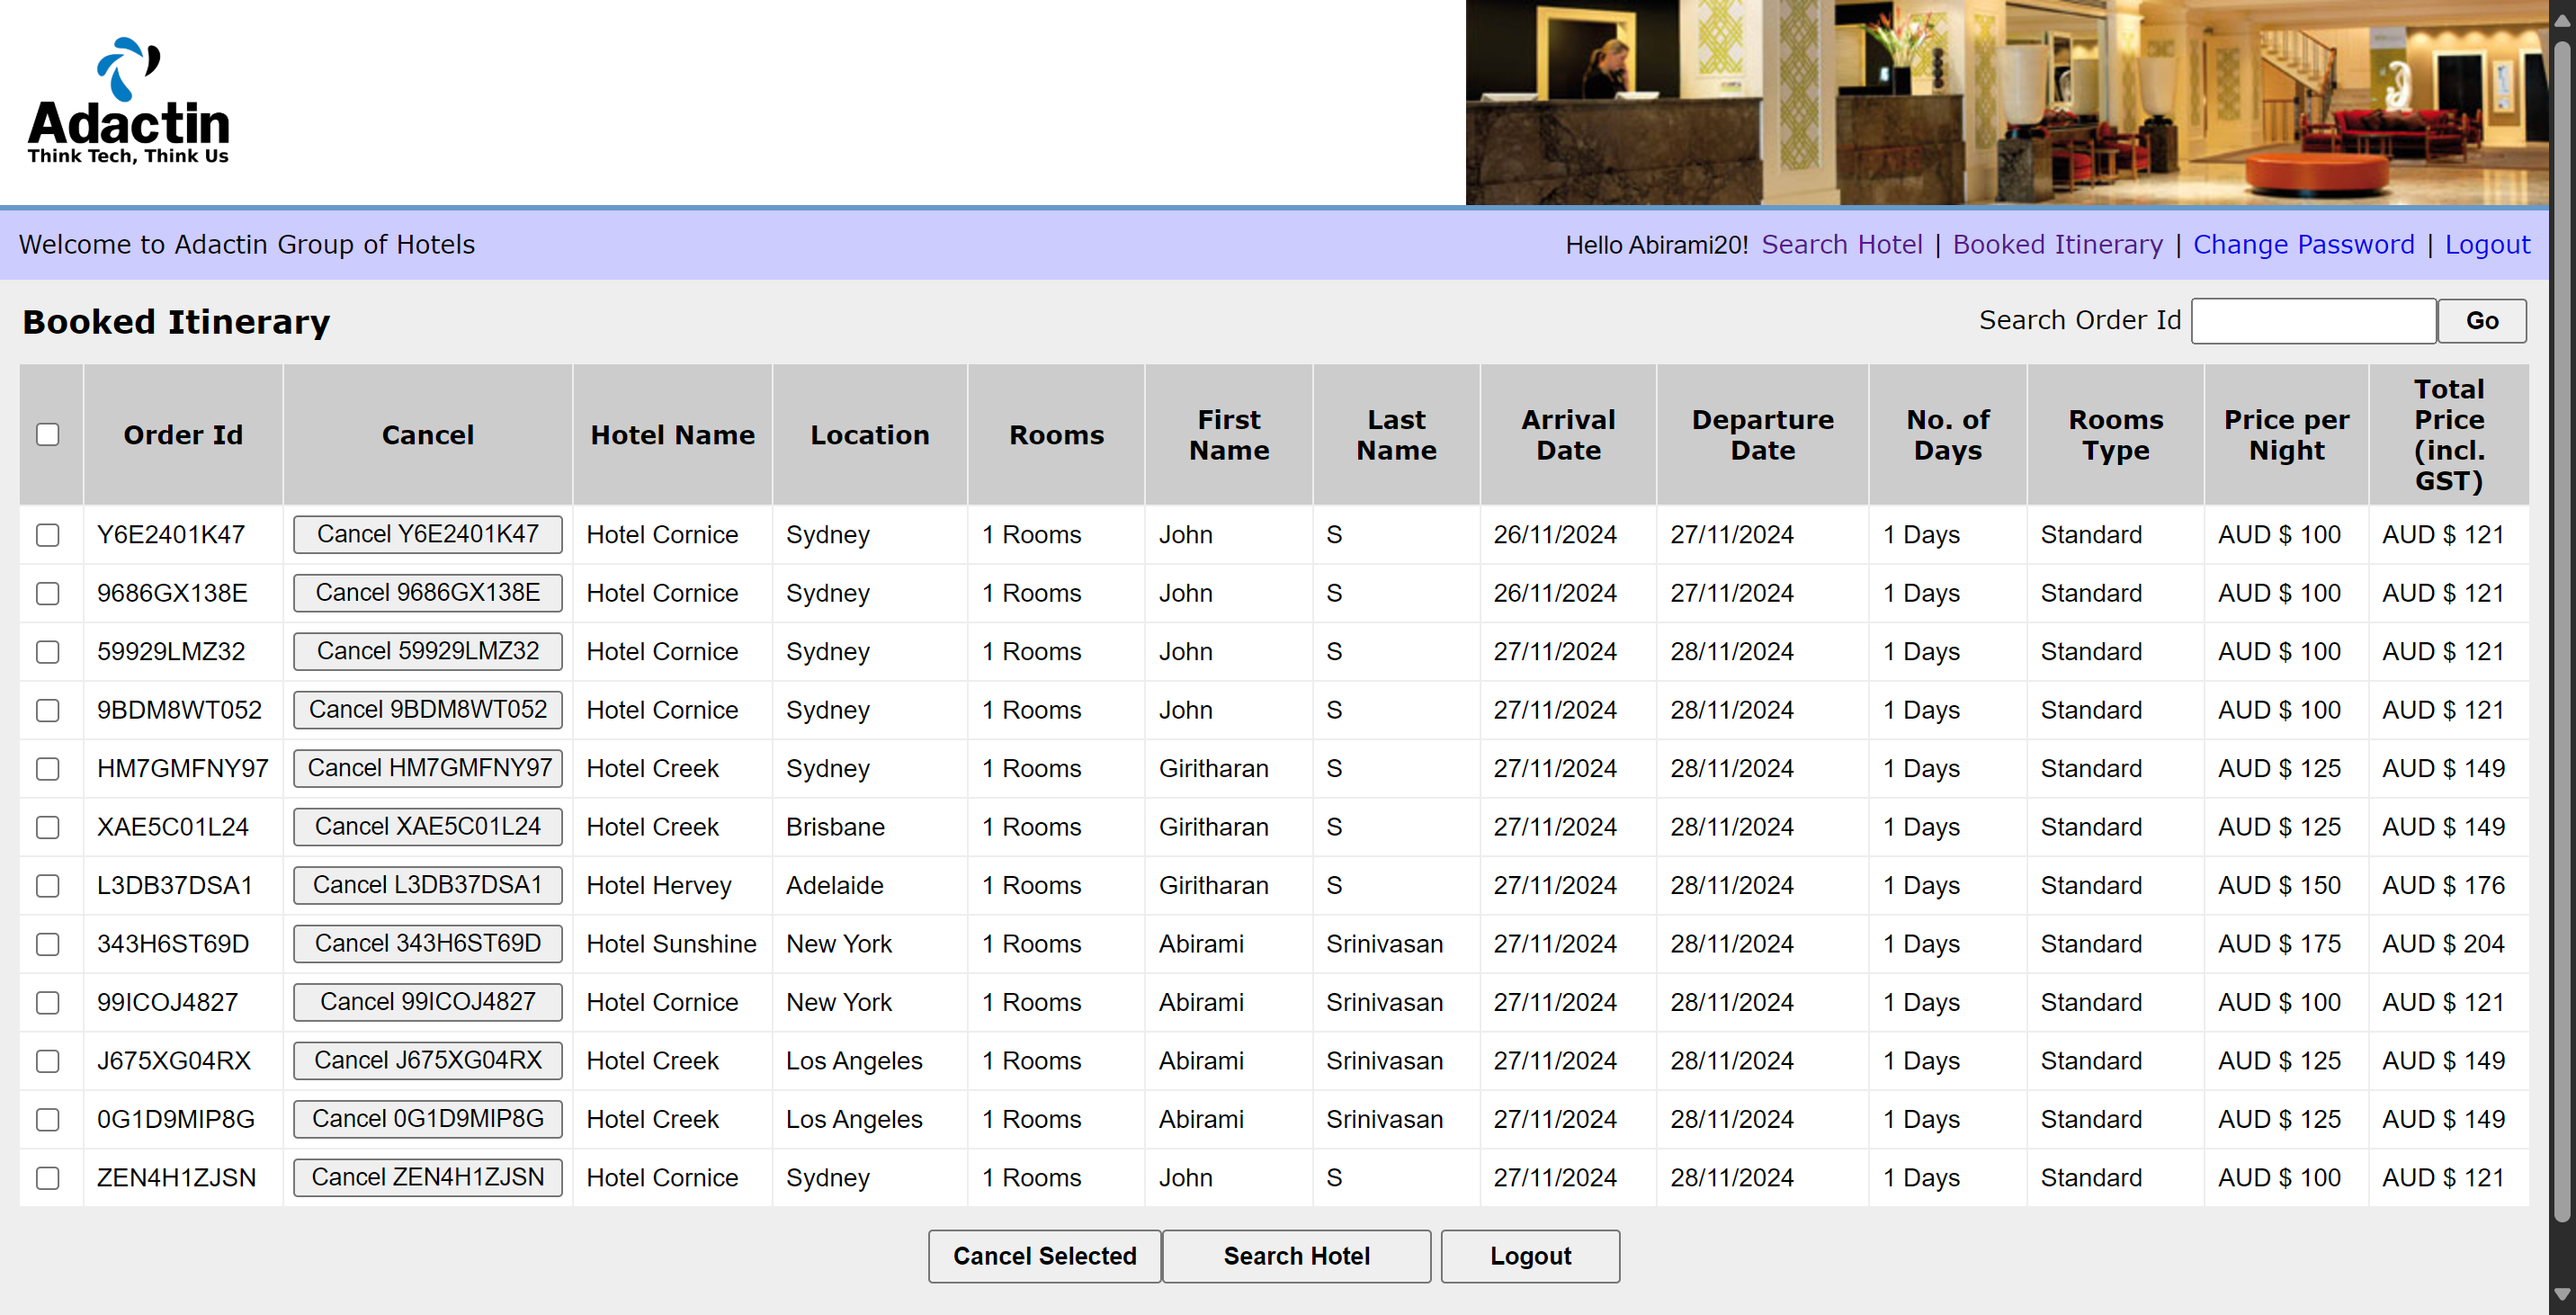 Adactin
Think Tech, Think Us
Welcome to Adactin Group of Hotels
Hello Abirami20! Search Hotel | Booked Itinerary | Change Password | Logout
Booked Itinerary
Search Order Id Go
Order Id Cancel Hotel Name Location Rooms First Name Last Name Arrival Date Departure Date No. of Days Rooms Type Price per Night Total Price (incl. GST)
Y6E2401K47 Cancel Y6E2401K47 Hotel Cornice Sydney 1 Rooms John S 26/11/2024 27/11/2024 1 Days Standard AUD $ 100 AUD $ 121
9686GX138E Cancel 9686GX138E Hotel Cornice Sydney 1 Rooms John S 26/11/2024 27/11/2024 1 Days Standard AUD $ 100 AUD $ 121
59929LMZ32 Cancel 59929LMZ32 Hotel Cornice Sydney 1 Rooms John S 27/11/2024 28/11/2024 1 Days Standard AUD $ 100 AUD $ 121
9BDM8WT052 Cancel 9BDM8WT052 Hotel Cornice Sydney 1 Rooms John S 27/11/2024 28/11/2024 1 Days Standard AUD $ 100 AUD $ 121
HM7GMFNY97 Cancel HM7GMFNY97 Hotel Creek Sydney 1 Rooms Giritharan S 27/11/2024 28/11/2024 1 Days Standard AUD $ 125 AUD $ 149
XAE5C01L24 Cancel XAE5C01L24 Hotel Creek Brisbane 1 Rooms Giritharan S 27/11/2024 28/11/2024 1 Days Standard AUD $ 125 AUD $ 149
L3DB37DSA1 Cancel L3DB37DSA1 Hotel Hervey Adelaide 1 Rooms Giritharan S 27/11/2024 28/11/2024 1 Days Standard AUD $ 150 AUD $ 176
343H6ST69D Cancel 343H6ST69D Hotel Sunshine New York 1 Rooms Abirami Srinivasan 27/11/2024 28/11/2024 1 Days Standard AUD $ 175 AUD $ 204
99ICOJ4827 Cancel 99ICOJ4827 Hotel Cornice New York 1 Rooms Abirami Srinivasan 27/11/2024 28/11/2024 1 Days Standard AUD $ 100 AUD $ 121
J675XG04RX Cancel J675XG04RX Hotel Creek Los Angeles 1 Rooms Abirami Srinivasan 27/11/2024 28/11/2024 1 Days Standard AUD $ 125 AUD $ 149
0G1D9MIP8G Cancel 0G1D9MIP8G Hotel Creek Los Angeles 1 Rooms Abirami Srinivasan 27/11/2024 28/11/2024 1 Days Standard AUD $ 125 AUD $ 149
ZEN4H1ZJSN Cancel ZEN4H1ZJSN Hotel Cornice Sydney 1 Rooms John S 27/11/2024 28/11/2024 1 Days Standard AUD $ 100 AUD $ 121
Cancel Selected Search Hotel Logout